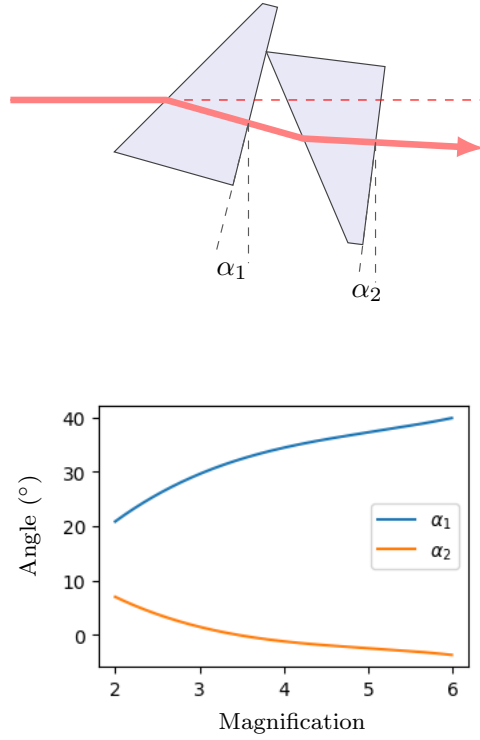 α₁
α₂
40
30
20
10
0
Angle (°)
α₁
α₂
2 3 4 5 6
Magnification